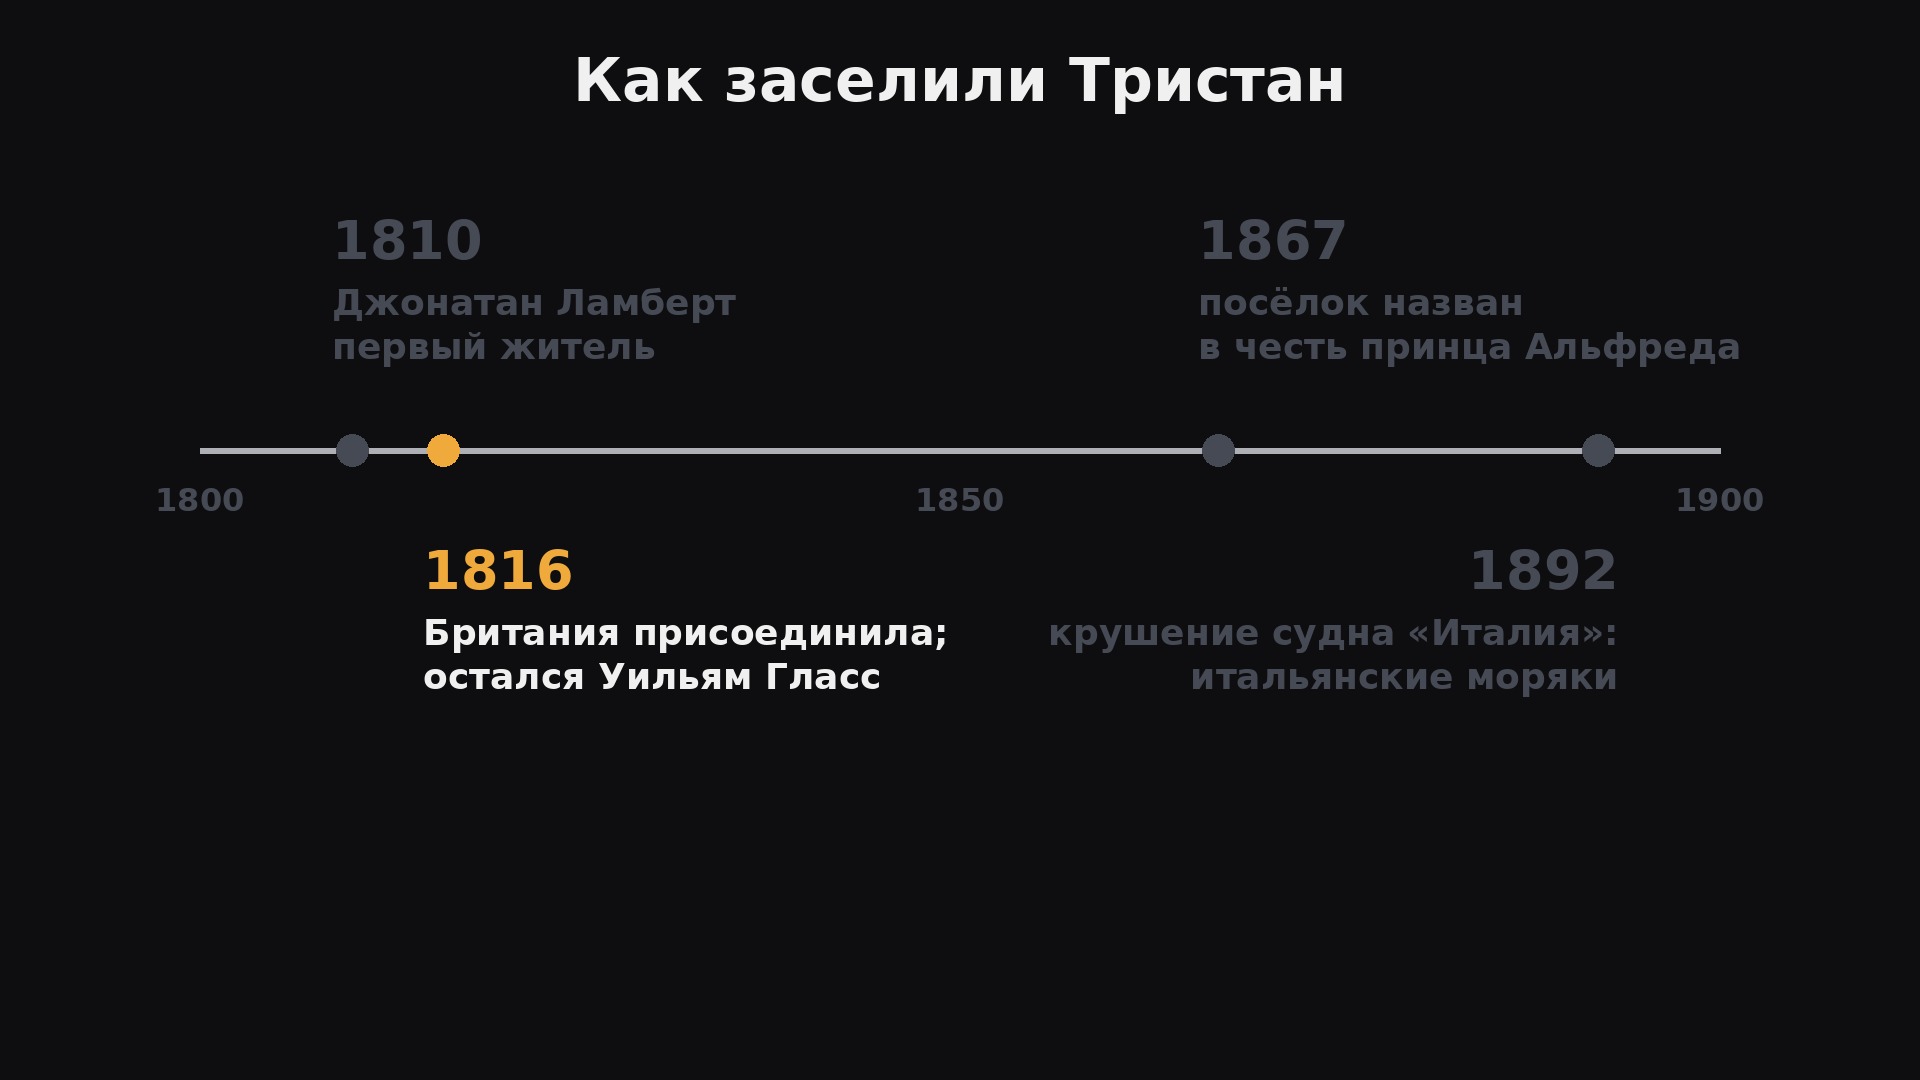 Как заселили Тристан
1810
Джонатан Ламберт
первый житель
1867
посёлок назван
в честь принца Альфреда
1800
1850
1900
1816
Британия присоединила;
остался Уильям Гласс
1892
крушение судна «Италия»:
итальянские моряки